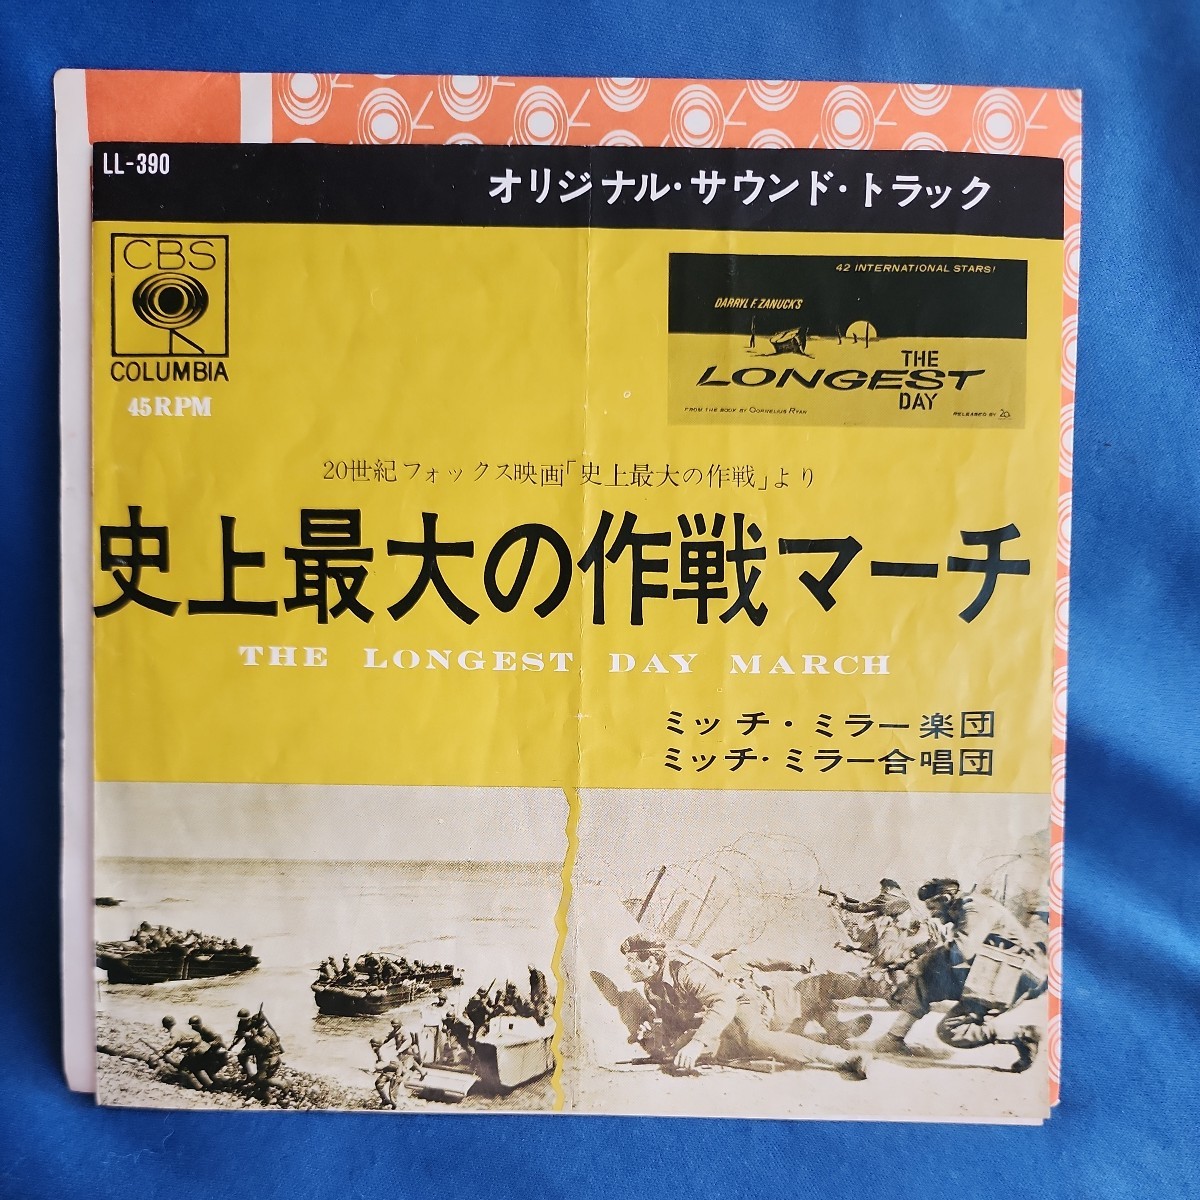 LL-390
オリジナル・サウンド・トラック
CBS
COLUMBIA
45RPM
42 INTERNATIONAL STARS!
DARRYL F. ZANUCK'S
THE
LONGEST
DAY
FROM THE BOOK BY CORNELIUS RYAN
RELEASED BY 20
20世紀フォックス映画「史上最大の作戦」より
史上最大の作戦マーチ
THE LONGEST DAY MARCH
ミッチ・ミラー楽団
ミッチ・ミラー合唱団